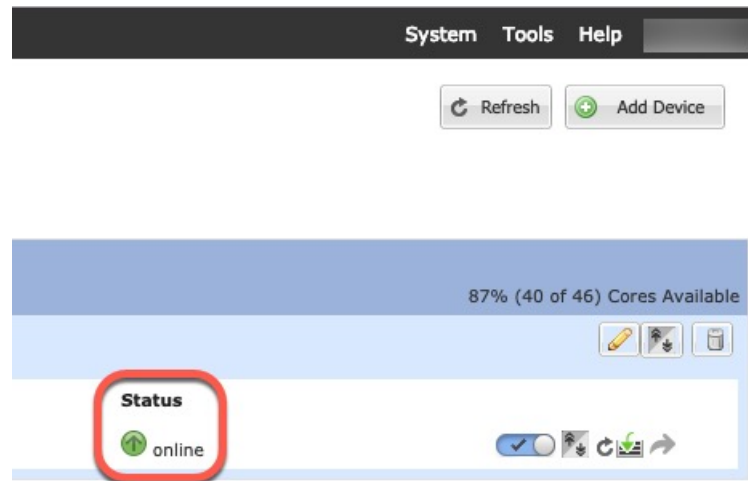 System Tools Help
Refresh Add Device
87% (40 of 46) Cores Available
Status
online